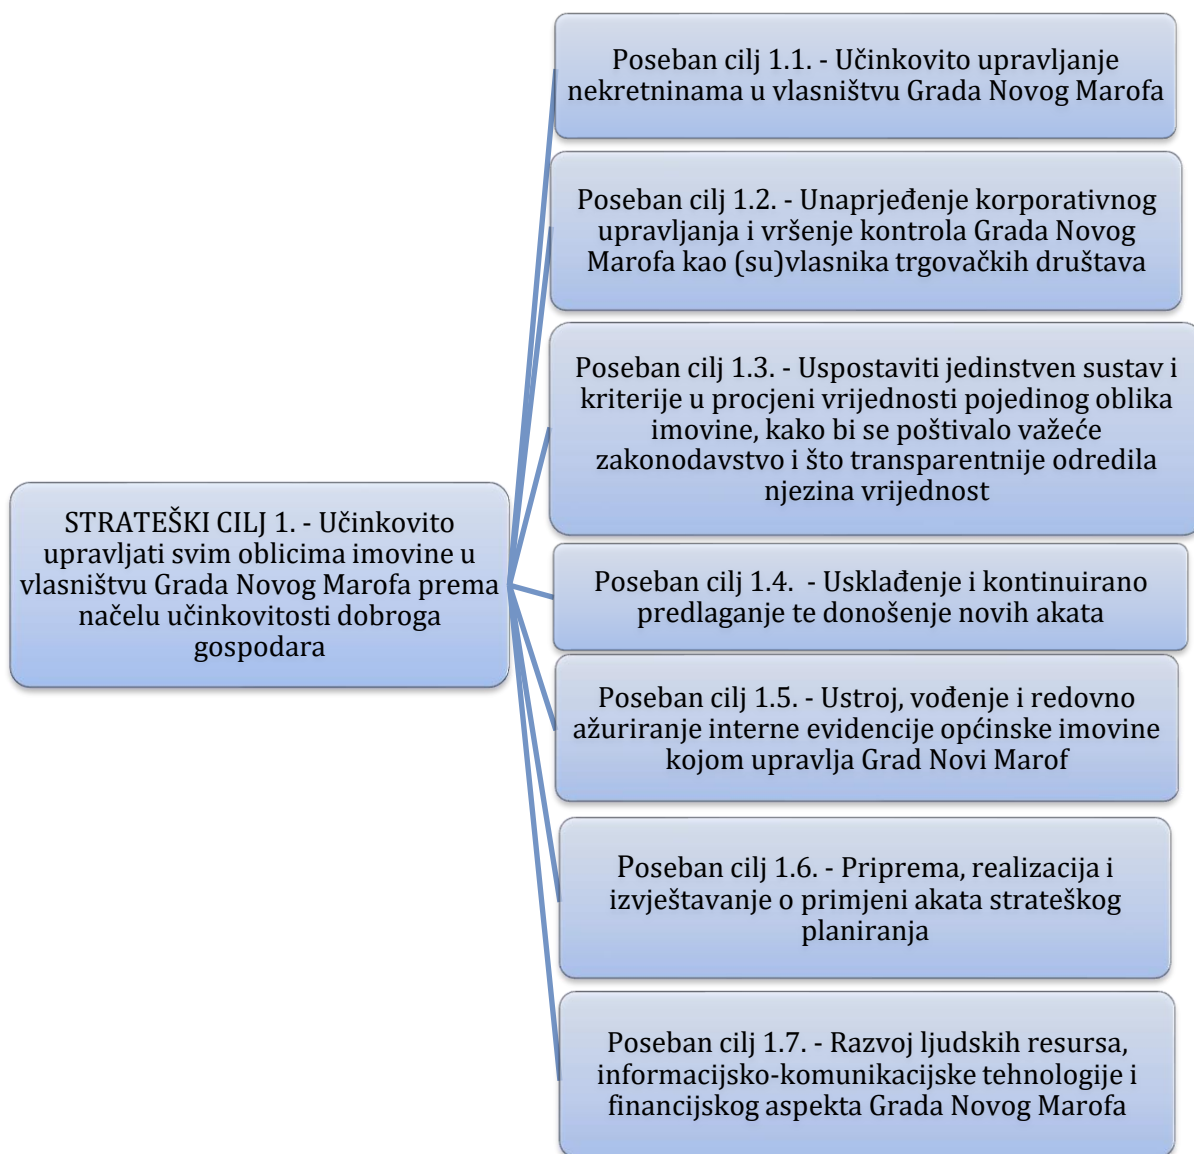 STRATEŠKI CILJ 1. - Učinkovito
upravljati svim oblicima imovine u
vlasništvu Grada Novog Marofa prema
načelu učinkovitosti dobroga
gospodara
Poseban cilj 1.1. - Učinkovito upravljanje
nekretninama u vlasništvu Grada Novog Marofa
Poseban cilj 1.2. - Unaprjeđenje korporativnog
upravljanja i vršenje kontrola Grada Novog
Marofa kao (su)vlasnika trgovačkih društava
Poseban cilj 1.3. - Uspostaviti jedinstven sustav i
kriterije u procjeni vrijednosti pojedinog oblika
imovine, kako bi se poštivalo važeće
zakonodavstvo i što transparentnije odredila
njezina vrijednost
Poseban cilj 1.4. - Usklađenje i kontinuirano
predlaganje te donošenje novih akata
Poseban cilj 1.5. - Ustroj, vođenje i redovno
ažuriranje interne evidencije općinske imovine
kojom upravlja Grad Novi Marof
Poseban cilj 1.6. - Priprema, realizacija i
izvještavanje o primjeni akata strateškog
planiranja
Poseban cilj 1.7. - Razvoj ljudskih resursa,
informacijsko-komunikacijske tehnologije i
financijskog aspekta Grada Novog Marofa